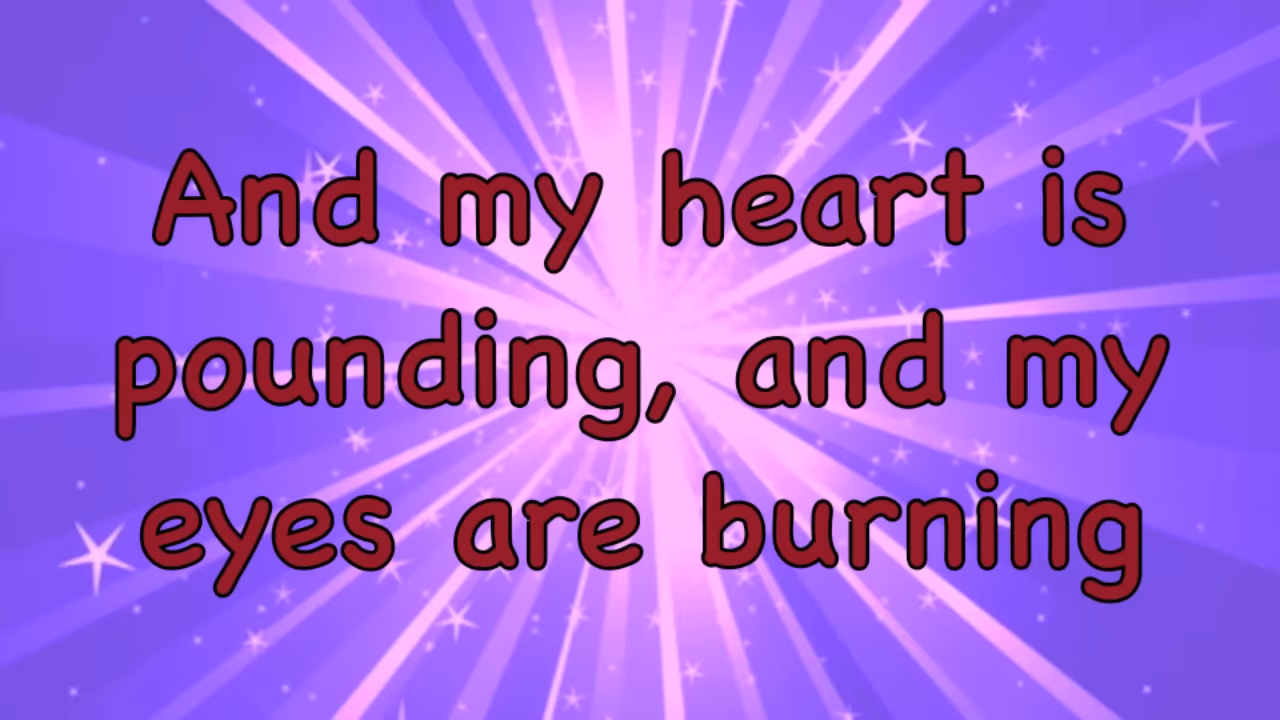 And my heart is
pounding, and my
eyes are burning